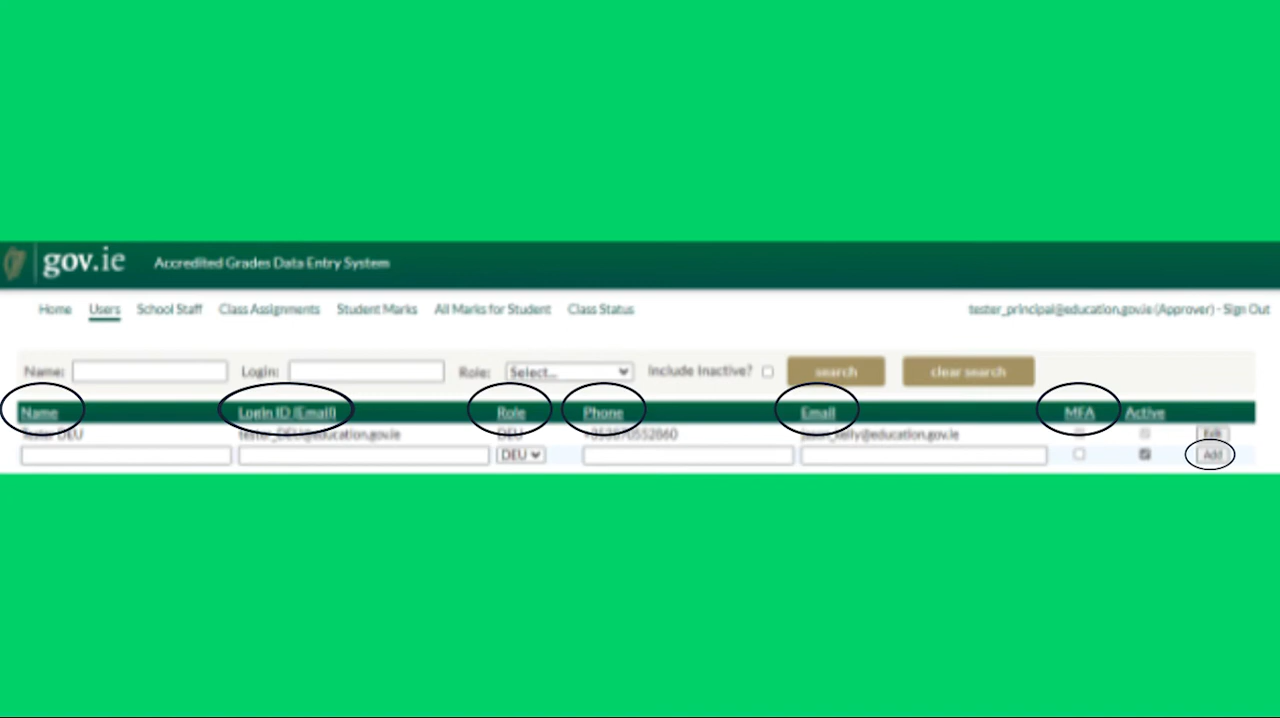 gov.ie Accredited Grades Data Entry System
Home Users School Staff Class Assignments Student Marks All Marks for Student Class Status tester_principal@education.gov.ie (Approver) - Sign Out
Name: Login: Role: Select... Include Inactive? search clear search
Name Login ID (Email) Role Phone Email MFA Active
Tester DEU tester_DEU@education.gov.ie DEU Edit
DEU Add